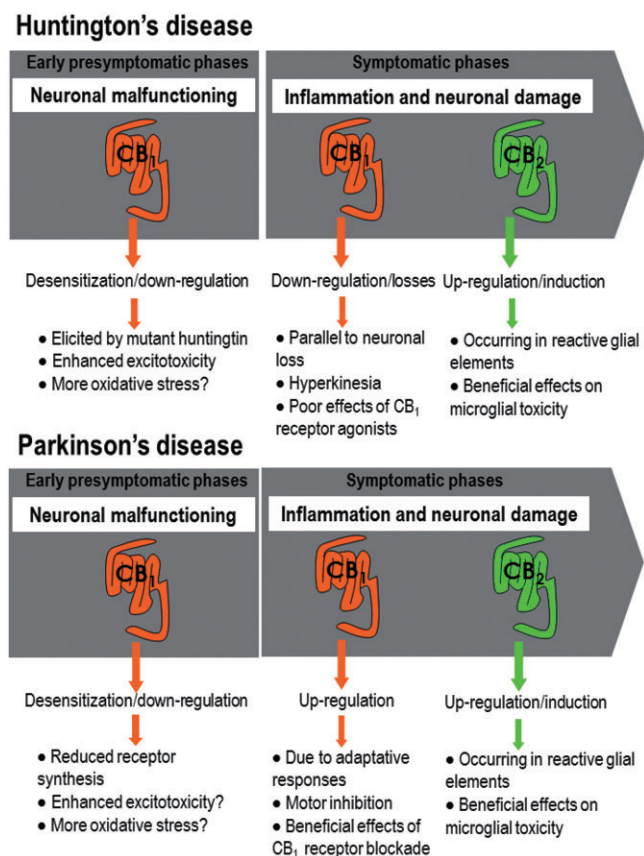 Huntington's disease
Early presymptomatic phases
Neuronal malfunctioning
CB₁
Desensitization/down-regulation
● Elicited by mutant huntingtin
● Enhanced excitotoxicity
● More oxidative stress?
Symptomatic phases
Inflammation and neuronal damage
CB₁
Down-regulation/losses
● Parallel to neuronal
loss
● Hyperkinesia
● Poor effects of CB₁
receptor agonists
CB₂
Up-regulation/induction
● Occurring in reactive glial
elements
● Beneficial effects on
microglial toxicity
Parkinson's disease
Early presymptomatic phases
Neuronal malfunctioning
CB₁
Desensitization/down-regulation
● Reduced receptor
synthesis
● Enhanced excitotoxicity?
● More oxidative stress?
Symptomatic phases
Inflammation and neuronal damage
CB₁
Up-regulation
● Due to adaptative
responses
● Motor inhibition
● Beneficial effects of
CB₁ receptor blockade
CB₂
Up-regulation/induction
● Occurring in reactive glial
elements
● Beneficial effects on
microglial toxicity